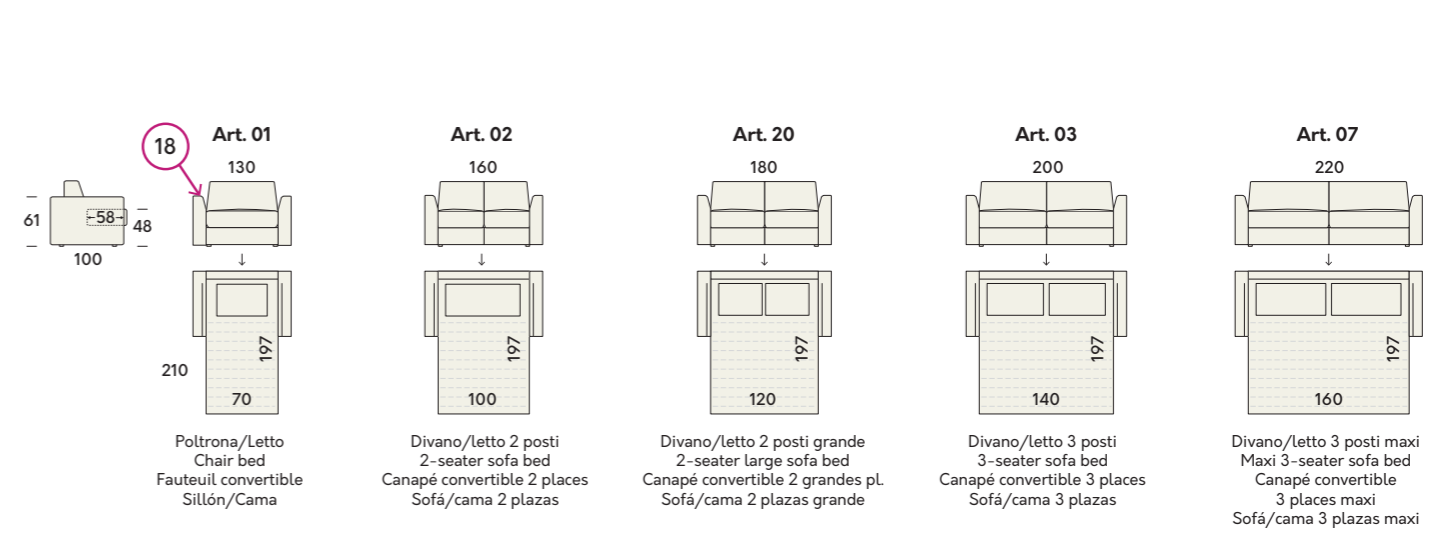 18
Art. 01
Art. 02
Art. 20
Art. 03
Art. 07
130
160
180
200
220
61
58
48
100
210
197
197
197
197
197
70
100
120
140
160
Poltrona/Letto
Chair bed
Fauteuil convertible
Sillón/Cama
Divano/letto 2 posti
2-seater sofa bed
Canapé convertible 2 places
Sofá/cama 2 plazas
Divano/letto 2 posti grande
2-seater large sofa bed
Canapé convertible 2 grandes pl.
Sofá/cama 2 plazas grande
Divano/letto 3 posti
3-seater sofa bed
Canapé convertible 3 places
Sofá/cama 3 plazas
Divano/letto 3 posti maxi
Maxi 3-seater sofa bed
Canapé convertible
3 places maxi
Sofá/cama 3 plazas maxi